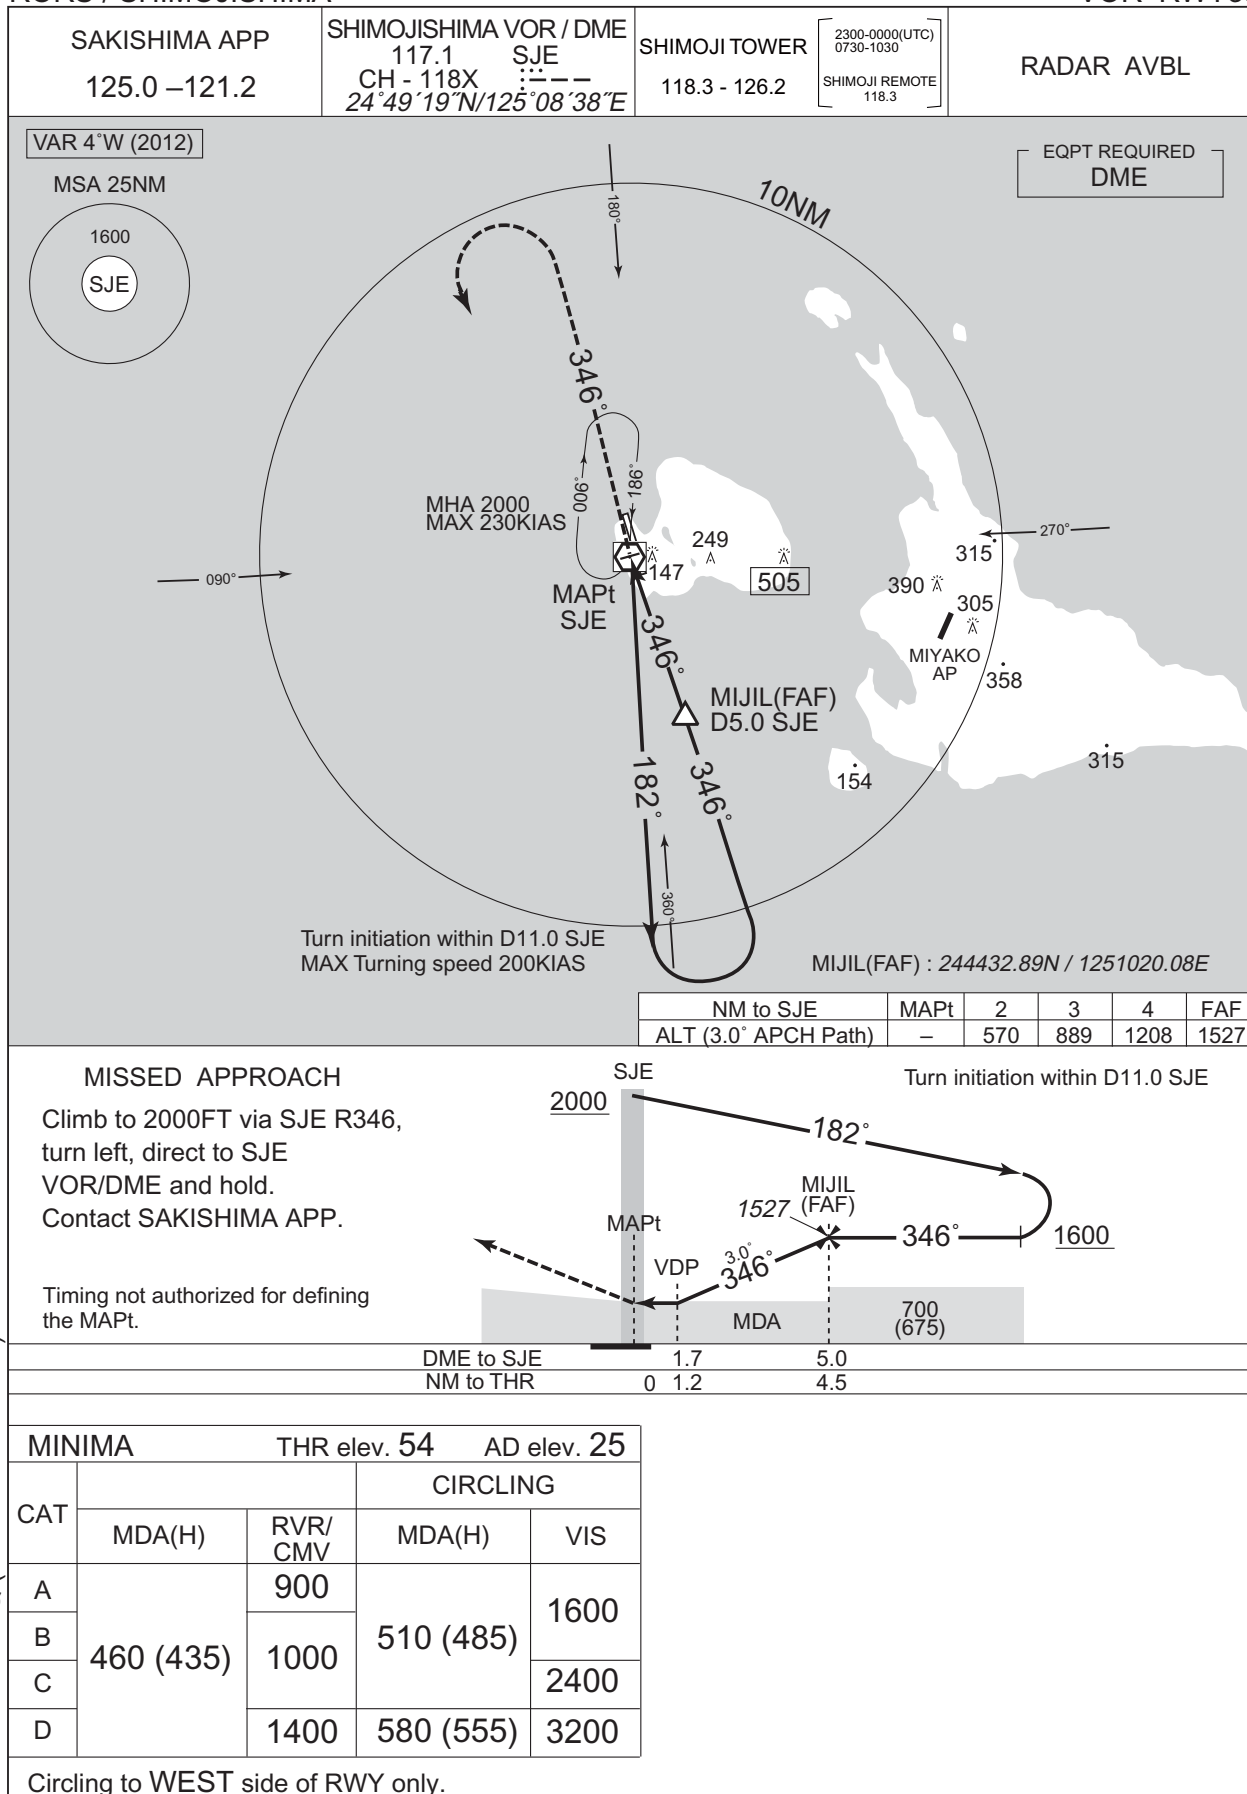 SAKISHIMA APP
125.0 –121.2
SHIMOJISHIMA VOR / DME
117.1 SJE
CH - 118X
24°49´19˝N/125°08´38˝E
SHIMOJI TOWER
118.3 - 126.2
2300-0000(UTC)
0730-1030
SHIMOJI REMOTE
118.3
RADAR AVBL
VAR 4°W (2012)
MSA 25NM
1600
SJE
EQPT REQUIRED
DME
10NM
180°
346°
006°
186°
MHA 2000
MAX 230KIAS
090°
270°
249
147
505
315
390
305
MIYAKO
AP
358
315
154
MAPt
SJE
346°
MIJIL(FAF)
D5.0 SJE
182°
346°
360°
Turn initiation within D11.0 SJE
MAX Turning speed 200KIAS
MIJIL(FAF) : 244432.89N / 1251020.08E
NM to SJE MAPt 2 3 4 FAF
ALT (3.0° APCH Path) – 570 889 1208 1527
MISSED APPROACH
Climb to 2000FT via SJE R346,
turn left, direct to SJE
VOR/DME and hold.
Contact SAKISHIMA APP.
Timing not authorized for defining
the MAPt.
SJE
Turn initiation within D11.0 SJE
2000
182°
MIJIL
(FAF)
1527
MAPt
346°
1600
VDP
3.0°
346°
MDA
700
(675)
DME to SJE 1.7 5.0
NM to THR 0 1.2 4.5
MINIMA THR elev. 54 AD elev. 25
CAT
CIRCLING
MDA(H) RVR/
CMV MDA(H) VIS
A 900
B 460 (435) 1000 510 (485) 1600
C 2400
D 1400 580 (555) 3200
Circling to WEST side of RWY only.